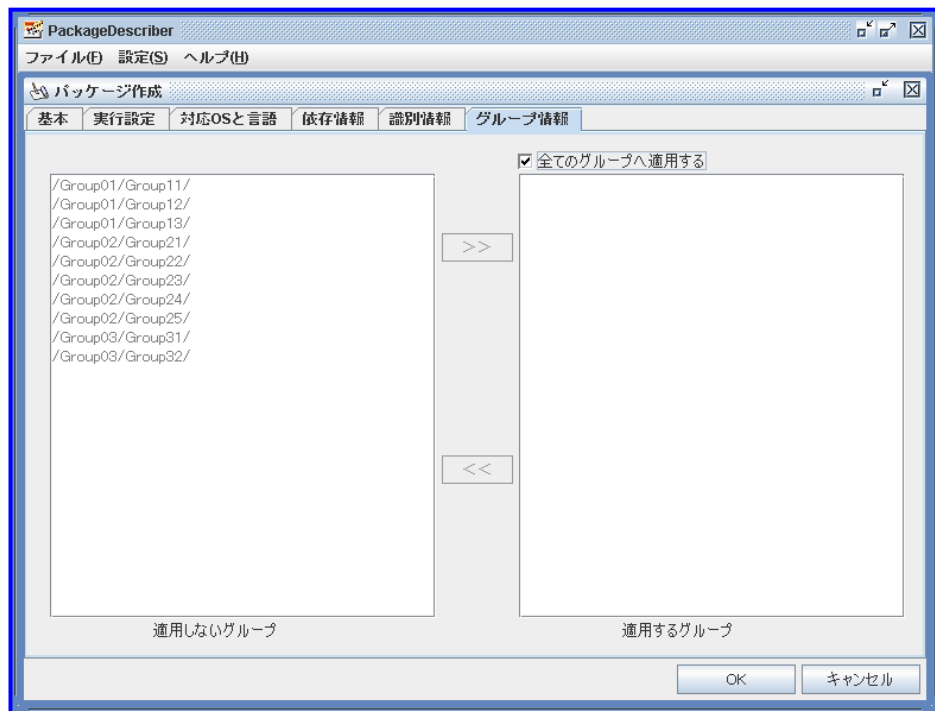 PackageDescriber
ファイル(F) 設定(S) ヘルプ(H)
パッケージ作成
基本 実行設定 対応OSと言語 依存情報 識別情報 グループ情報
全てのグループへ適用する
/Group01/Group11/
/Group01/Group12/
/Group01/Group13/
/Group02/Group21/
/Group02/Group22/
/Group02/Group23/
/Group02/Group24/
/Group02/Group25/
/Group03/Group31/
/Group03/Group32/
>>
<<
適用しないグループ 適用するグループ
OK キャンセル